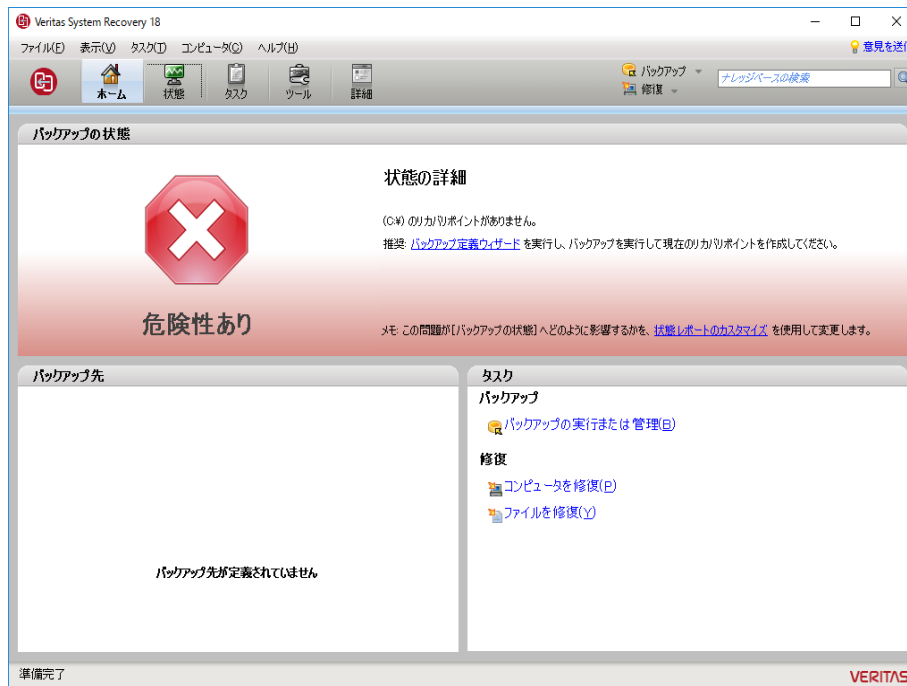 Veritas System Recovery 18
ファイル(F) 表示(V) タスク(T) コンピュータ(C) ヘルプ(H) 意見を送信
ホーム 状態 タスク ツール 詳細
バックアップ
修復
ナレッジベースの検索
バックアップの状態
状態の詳細
(C:¥) のリカバリポイントがありません。
推奨: バックアップ定義ウィザード を実行し、バックアップを実行して現在のリカバリポイントを作成してください。
危険性あり
メモ: この問題が[バックアップの状態] へどのように影響するかを、状態レポートのカスタマイズ を使用して変更します。
バックアップ先
バックアップ先が定義されていません
タスク
バックアップ
バックアップの実行または管理(B)
修復
コンピュータを修復(P)
ファイルを修復(Y)
準備完了
VERITAS